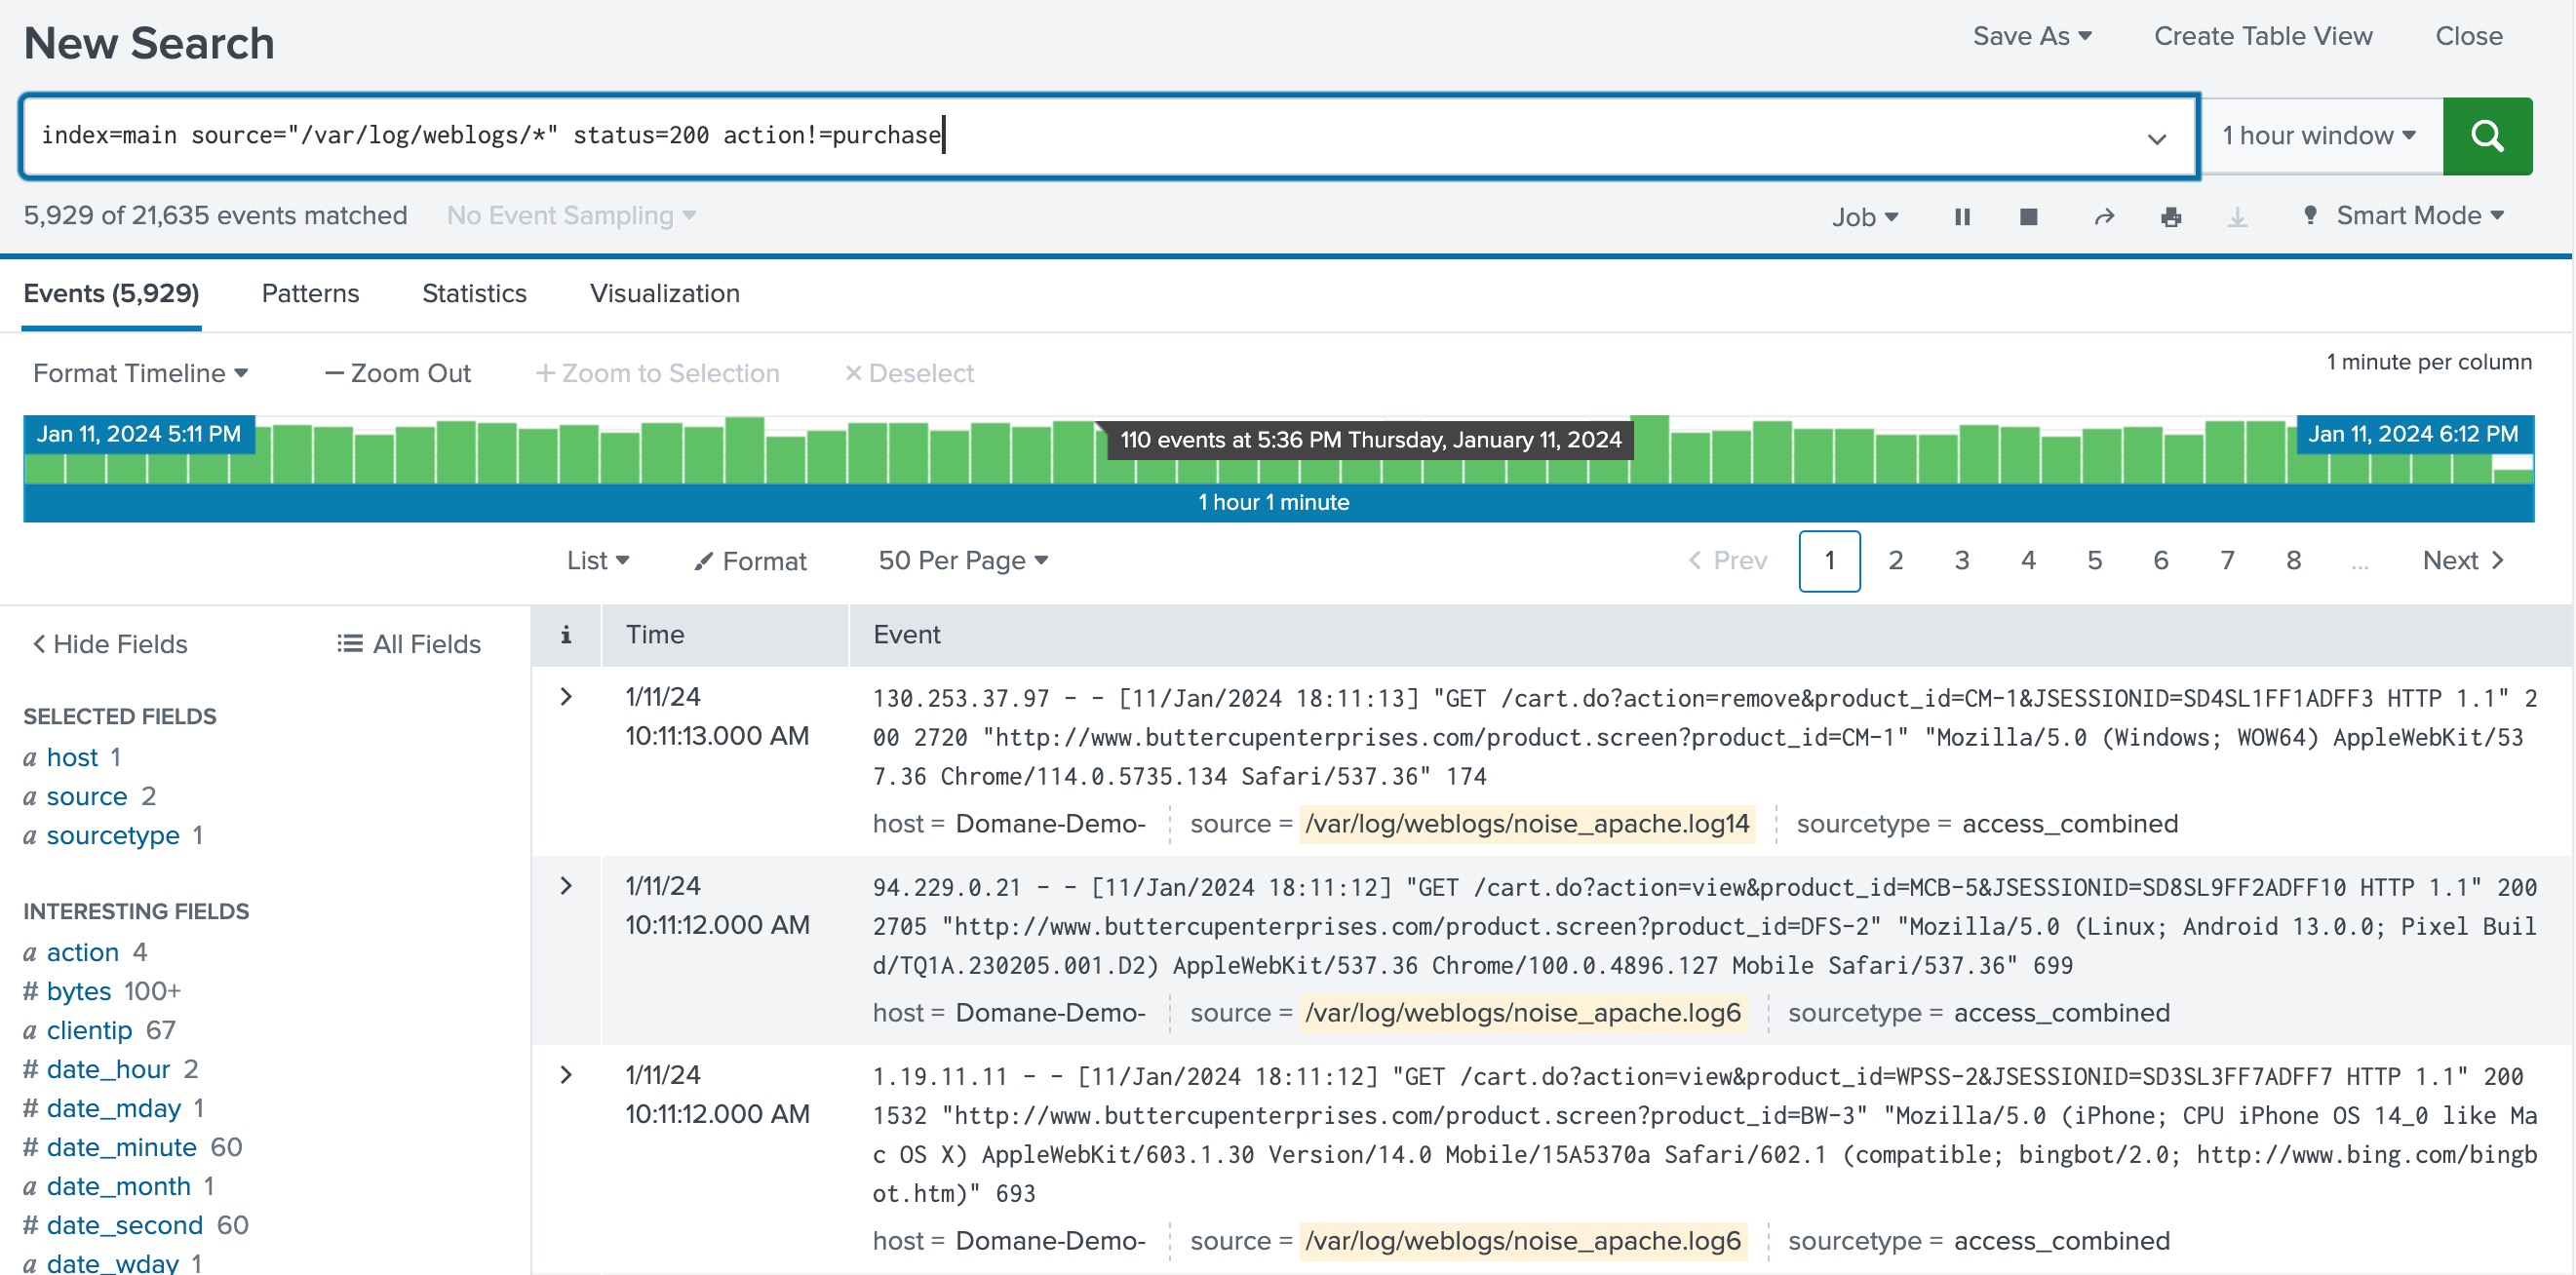 New Search
Save As
Create Table View
Close
index=main source="/var/log/weblogs/*" status=200 action!=purchase
1 hour window
5,929 of 21,635 events matched
No Event Sampling
Job
Smart Mode
Events (5,929)
Patterns
Statistics
Visualization
Format Timeline
— Zoom Out
+ Zoom to Selection
× Deselect
1 minute per column
Jan 11, 2024 5:11 PM
110 events at 5:36 PM Thursday, January 11, 2024
Jan 11, 2024 6:12 PM
1 hour 1 minute
List
Format
50 Per Page
< Prev
1
2
3
4
5
6
7
8
...
Next >
< Hide Fields
All Fields
SELECTED FIELDS
a host 1
a source 2
a sourcetype 1
INTERESTING FIELDS
a action 4
# bytes 100+
a clientip 67
# date_hour 2
# date_mday 1
# date_minute 60
a date_month 1
# date_second 60
a date_wday 1
i
Time
Event
> 1/11/24
10:11:13.000 AM
130.253.37.97 - - [11/Jan/2024 18:11:13] "GET /cart.do?action=remove&product_id=CM-1&JSESSIONID=SD4SL1FF1ADFF3 HTTP 1.1" 2
00 2720 "http://www.buttercupenterprises.com/product.screen?product_id=CM-1" "Mozilla/5.0 (Windows; WOW64) AppleWebKit/53
7.36 Chrome/114.0.5735.134 Safari/537.36" 174
host = Domane-Demo- source = /var/log/weblogs/noise_apache.log14 sourcetype = access_combined
> 1/11/24
10:11:12.000 AM
94.229.0.21 - - [11/Jan/2024 18:11:12] "GET /cart.do?action=view&product_id=MCB-5&JSESSIONID=SD8SL9FF2ADFF10 HTTP 1.1" 200
2705 "http://www.buttercupenterprises.com/product.screen?product_id=DFS-2" "Mozilla/5.0 (Linux; Android 13.0.0; Pixel Buil
d/TQ1A.230205.001.D2) AppleWebKit/537.36 Chrome/100.0.4896.127 Mobile Safari/537.36" 699
host = Domane-Demo- source = /var/log/weblogs/noise_apache.log6 sourcetype = access_combined
> 1/11/24
10:11:12.000 AM
1.19.11.11 - - [11/Jan/2024 18:11:12] "GET /cart.do?action=view&product_id=WPSS-2&JSESSIONID=SD3SL3FF7ADFF7 HTTP 1.1" 200
1532 "http://www.buttercupenterprises.com/product.screen?product_id=BW-3" "Mozilla/5.0 (iPhone; CPU iPhone OS 14_0 like Ma
c OS X) AppleWebKit/603.1.30 Version/14.0 Mobile/15A5370a Safari/602.1 (compatible; bingbot/2.0; http://www.bing.com/bingb
ot.htm)" 693
host = Domane-Demo- source = /var/log/weblogs/noise_apache.log6 sourcetype = access_combined